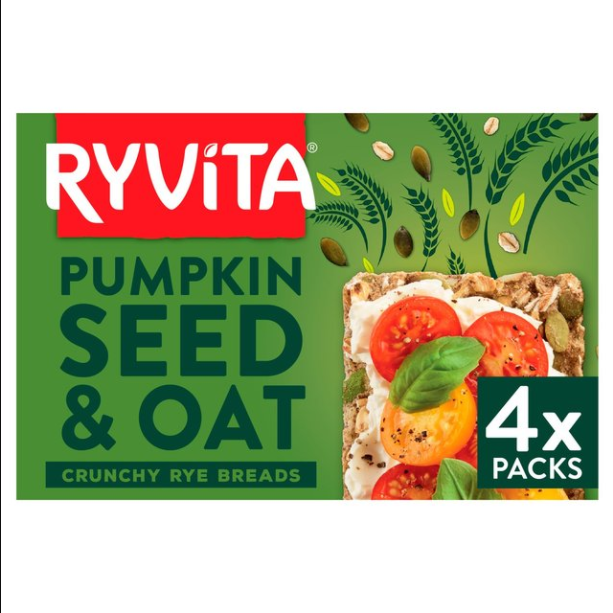 RYVITA®
PUMPKIN
SEED
& OAT
CRUNCHY RYE BREADS
4x
PACKS